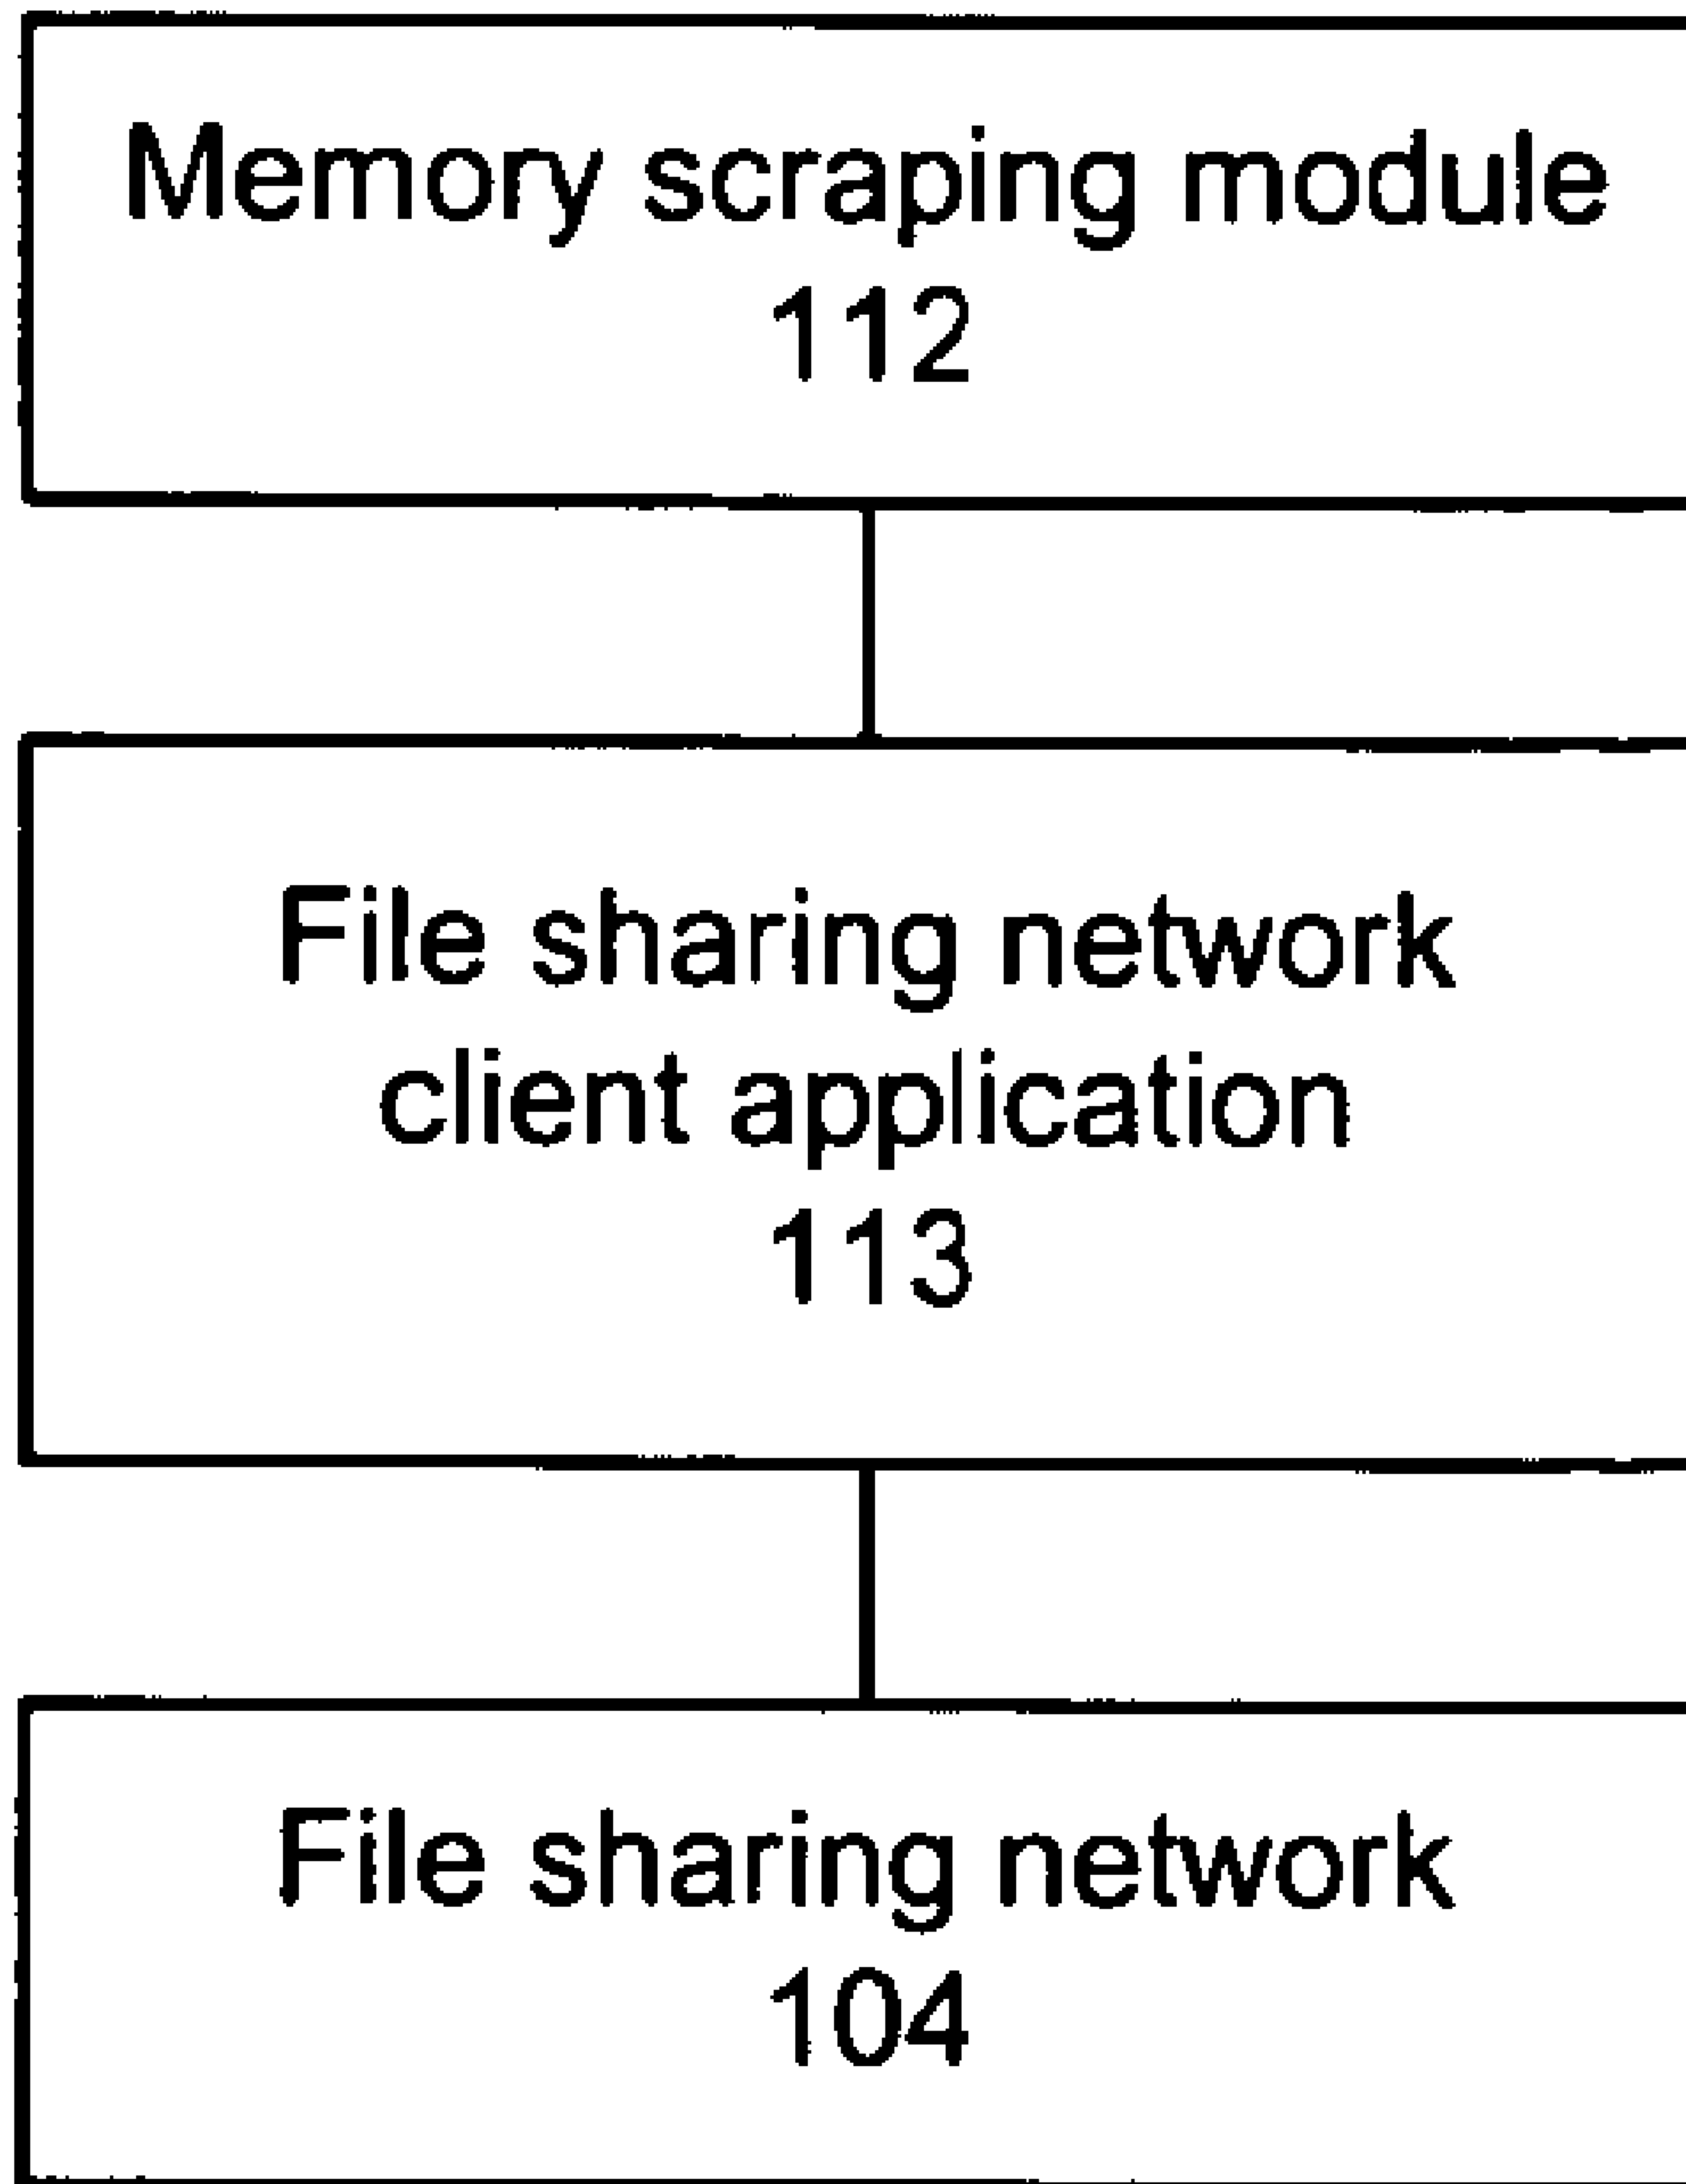 Memory scraping module
112
File sharing network
client application
113
File sharing network
104